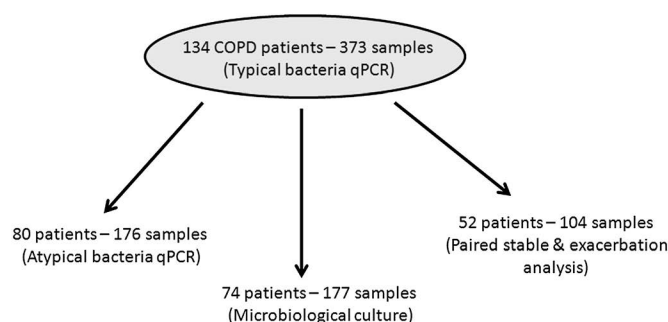 134 COPD patients – 373 samples
(Typical bacteria qPCR)
80 patients – 176 samples
(Atypical bacteria qPCR)
74 patients – 177 samples
(Microbiological culture)
52 patients – 104 samples
(Paired stable & exacerbation
analysis)